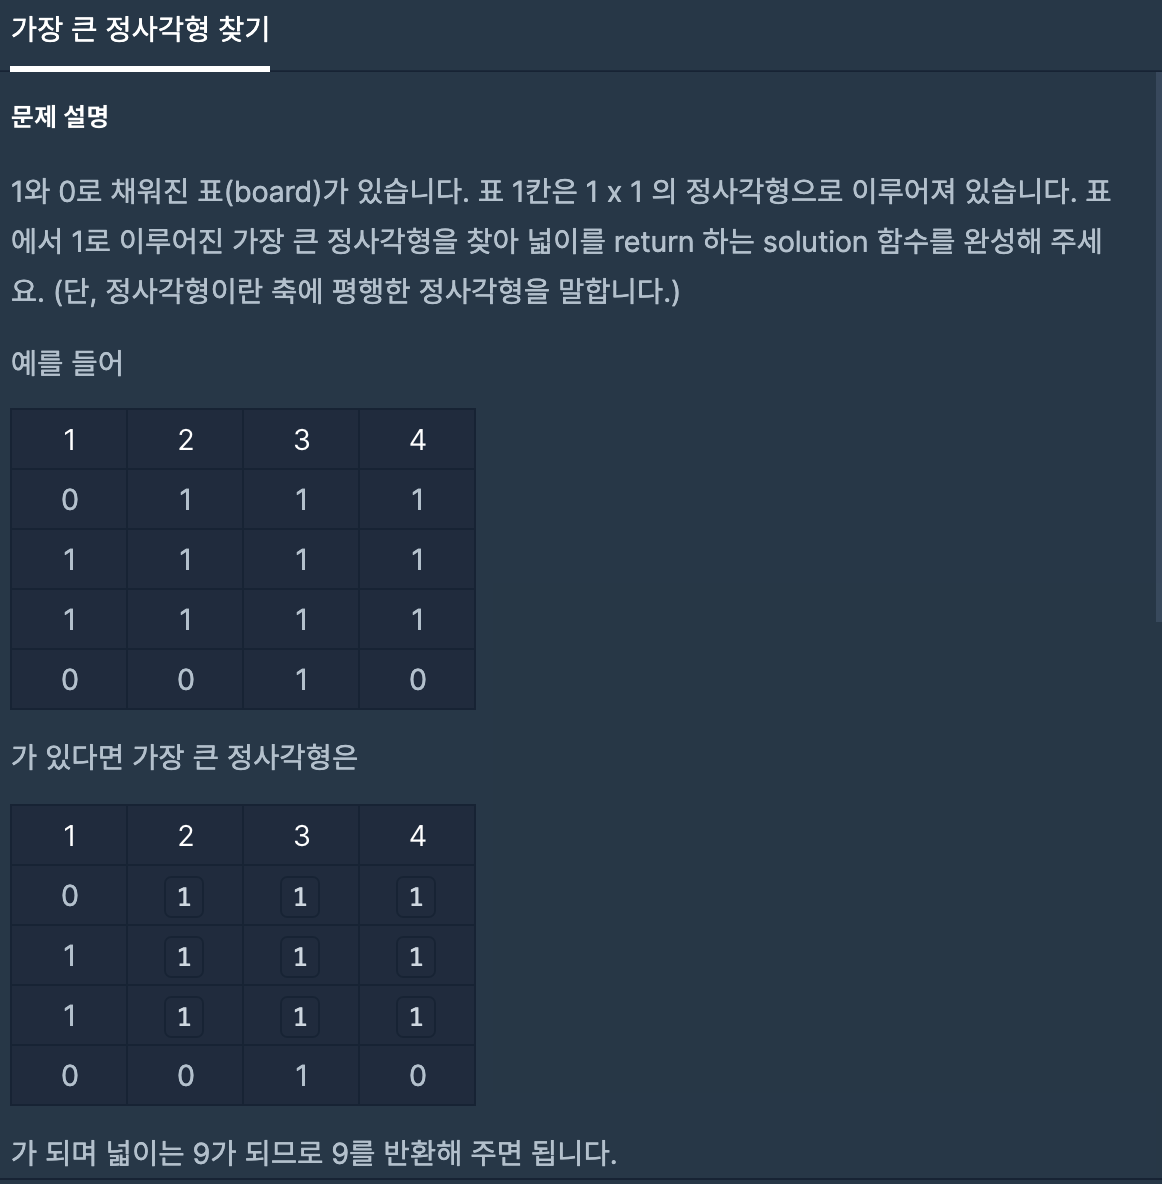 가장 큰 정사각형 찾기
문제 설명
1와 0로 채워진 표(board)가 있습니다. 표 1칸은 1 x 1 의 정사각형으로 이루어져 있습니다. 표
에서 1로 이루어진 가장 큰 정사각형을 찾아 넓이를 return 하는 solution 함수를 완성해 주세
요. (단, 정사각형이란 축에 평행한 정사각형을 말합니다.)
예를 들어
1 2 3 4
0 1 1 1
1 1 1 1
1 1 1 1
0 0 1 0
가 있다면 가장 큰 정사각형은
1 2 3 4
0 1 1 1
1 1 1 1
1 1 1 1
0 0 1 0
가 되며 넓이는 9가 되므로 9를 반환해 주면 됩니다.